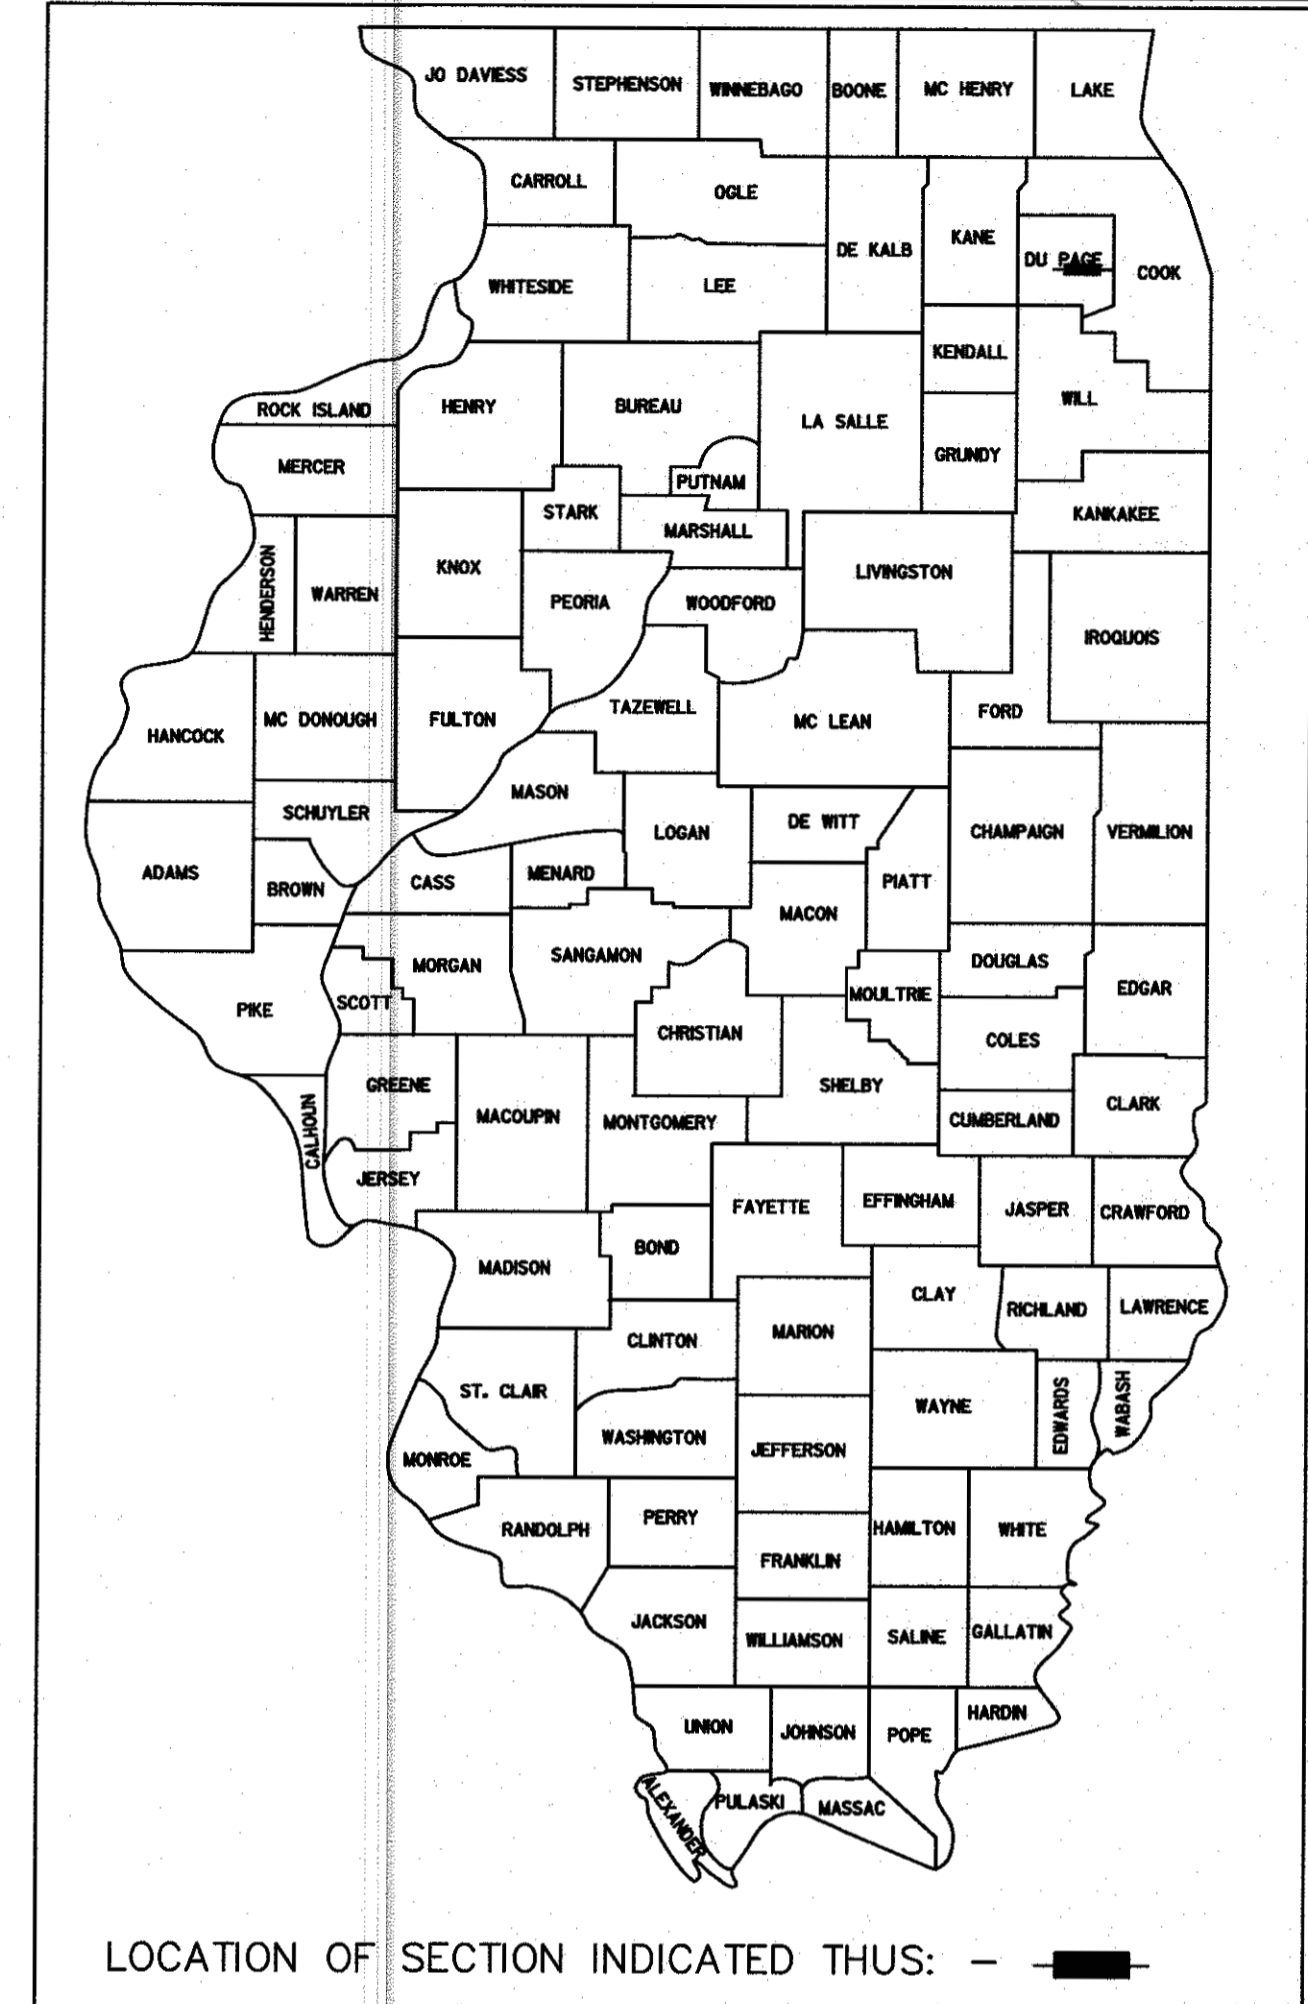 JO DAVIESS
STEPHENSON
WINNEBAGO
BOONE
MC HENRY
LAKE
CARROLL
OGLE
DE KALB
KANE
DU PAGE
COOK
WHITESIDE
LEE
KENDALL
ROCK ISLAND
HENRY
BUREAU
LA SALLE
WILL
MERCER
PUTNAM
GRUNDY
STARK
MARSHALL
KANKAKEE
HENDERSON
WARREN
KNOX
PEORIA
WOODFORD
LIVINGSTON
IROQUOIS
HANCOCK
MC DONOUGH
FULTON
TAZEWELL
MC LEAN
FORD
SCHUYLER
MASON
LOGAN
DE WITT
CHAMPAIGN
VERMILION
ADAMS
BROWN
CASS
MENARD
MACON
PIATT
PIKE
SCOTT
MORGAN
SANGAMON
CHRISTIAN
MOULTRIE
DOUGLAS
EDGAR
COLES
CALHOUN
GREENE
MACOUPIN
MONTGOMERY
SHELBY
CUMBERLAND
CLARK
JERSEY
FAYETTE
EFFINGHAM
JASPER
CRAWFORD
MADISON
BOND
CLAY
RICHLAND
LAWRENCE
CLINTON
MARION
ST. CLAIR
WASHINGTON
WAYNE
EDWARDS
WABASH
MONROE
JEFFERSON
RANDOLPH
PERRY
HAMILTON
WHITE
FRANKLIN
JACKSON
WILLIAMSON
SALINE
GALLATIN
UNION
JOHNSON
POPE
HARDIN
ALEXANDER
PULASKI
MASSAC
LOCATION OF SECTION INDICATED THUS: -